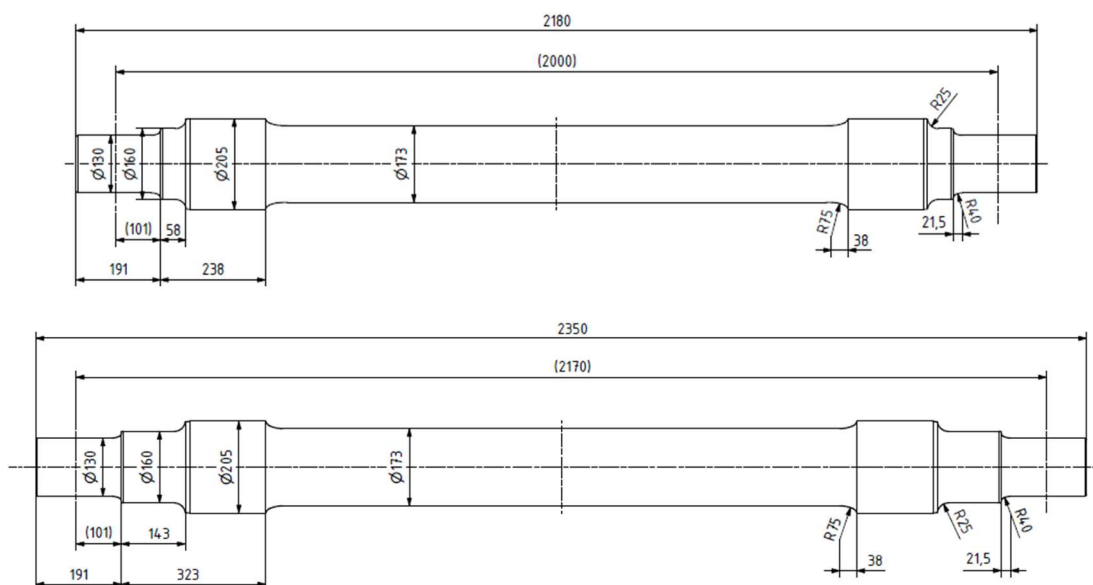 2180
(2000)
R25
Ø130
Ø160
Ø205
Ø173
R75
38
21,5
R40
(101)
58
191
238
2350
(2170)
Ø130
Ø160
Ø205
Ø173
R75
38
R25
21,5
R40
(101)
143
191
323